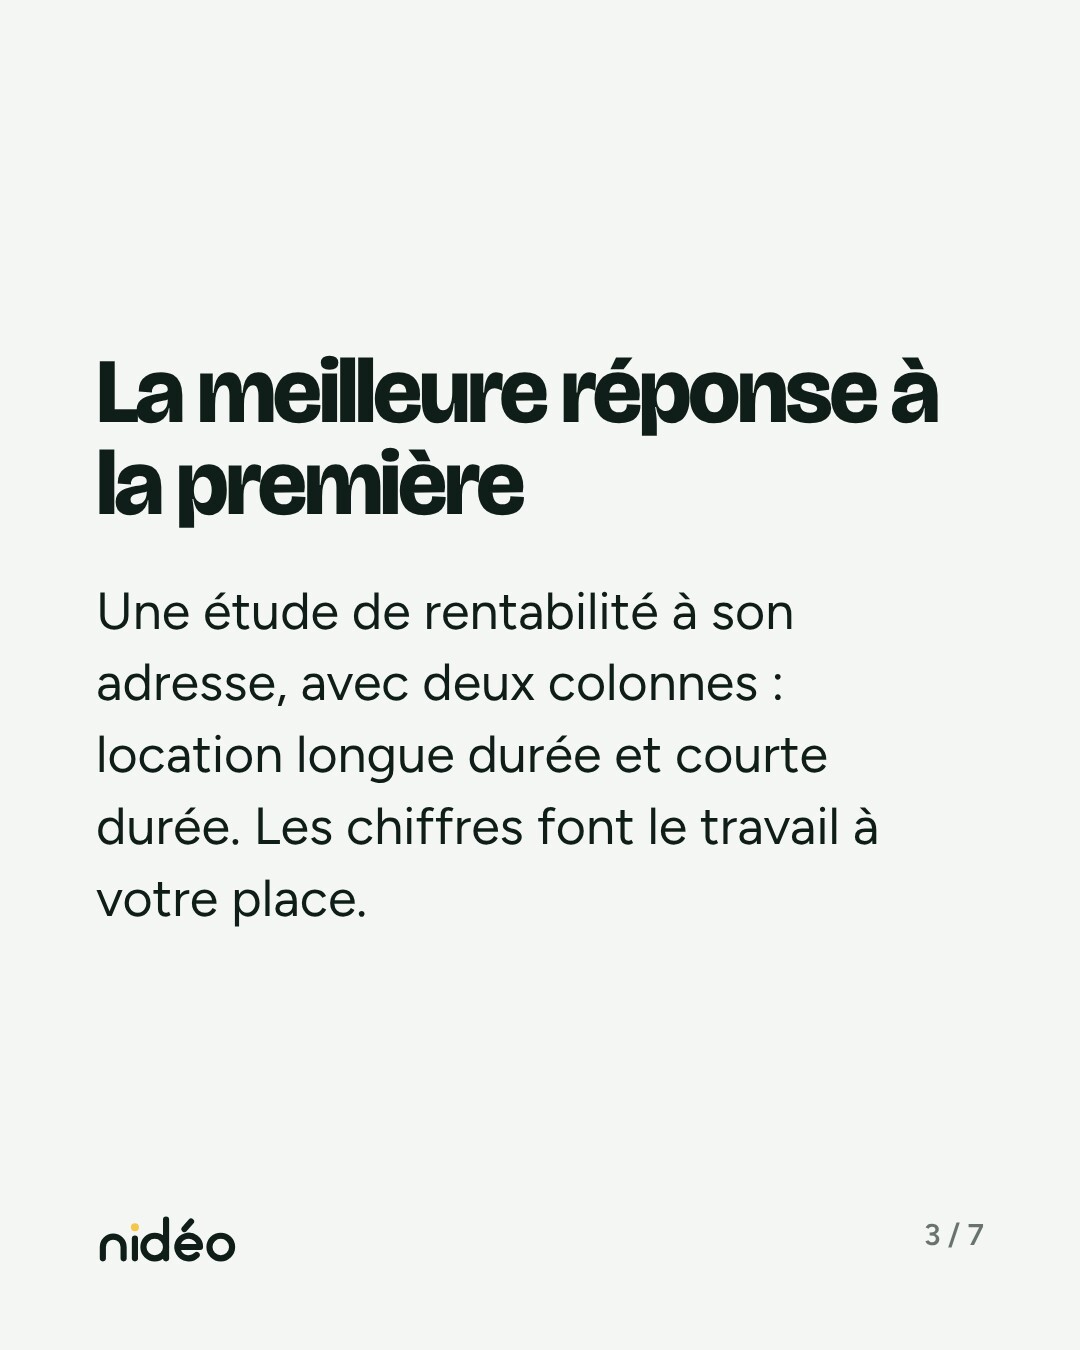 La meilleure réponse à
la première
Une étude de rentabilité à son
adresse, avec deux colonnes :
location longue durée et courte
durée. Les chiffres font le travail à
votre place.
nidéo
3 / 7